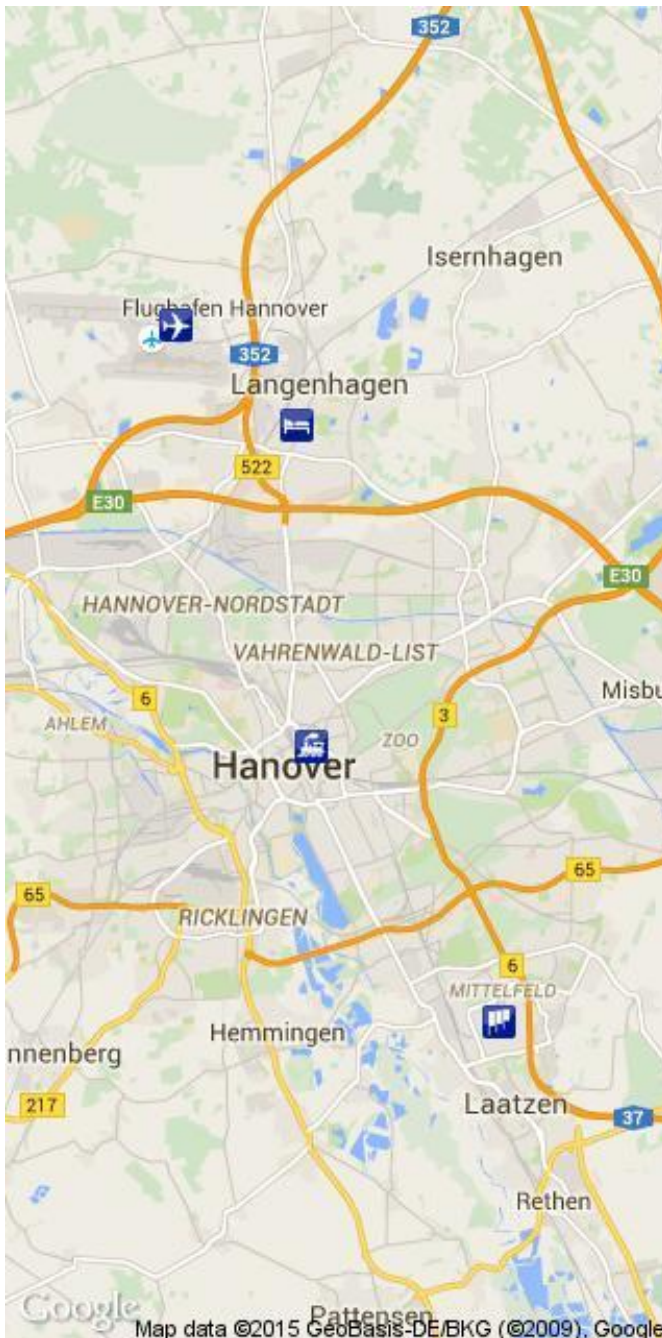 352
Isernhagen
Flughafen Hannover
352
Langenhagen
522
E30
E30
HANNOVER-NORDSTADT
VAHRENWALD-LIST
Misbu
6
3
AHLEM
ZOO
Hanover
65
65
RICKLINGEN
6
MITTELFELD
Hemmingen
nnenberg
217
Laatzen
37
Rethen
Google
Pattensen
Map data ©2015 GeoBasis-DE/BKG (©2009), Google